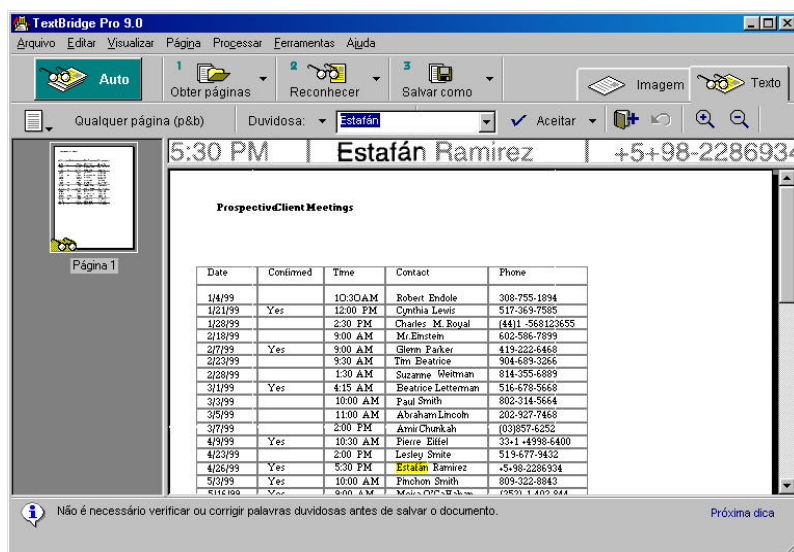 TextBridge Pro 9.0
Arquivo Editar Visualizar Página Processar Ferramentas Ajuda
Auto 1 Obter páginas 2 Reconhecer 3 Salvar como Imagem Texto
Qualquer página (p&b) Duvidosa: Estafán Aceitar
5:30 PM Estafán Ramirez +5+98-2286934
ProspectiveClient Meetings
Página 1
Date Confirmed Time Contact Phone
1/4/99 10:30AM Robert Endole 308-755-1894
1/21/99 Yes 12:00 PM Cynthia Lewis 517-369-7585
1/28/99 2:30 PM Charles M. Royal (44)1 -568123655
2/18/99 9:00 AM Mr.Einstein 602-586-7899
2/7/99 Yes 9:00 AM Glenn Parker 419-222-6468
2/23/99 9:30 AM Tim Beatrice 904-689-3266
2/28/99 1:30 AM Suzanne Weitman 814-355-6889
3/1/99 Yes 4:15 AM Beatrice Letterman 516-678-5668
3/3/99 10:00 AM Paul Smith 802-314-5664
3/5/99 11:00 AM Abraham Lincoln 202-927-7468
3/7/99 2:00 PM Amir Chunkah (03)857-6252
4/9/99 Yes 10:30 AM Pierre Eiffel 33+1 +4998-6400
4/23/99 2:00 PM Lesley Smite 519-677-9432
4/26/99 Yes 5:30 PM Estafán Ramirez +5+98-2286934
5/3/99 Yes 10:00 AM Pinchon Smith 809-322-8843
5/16/99 Yes 9:00 AM
Não é necessário verificar ou corrigir palavras duvidosas antes de salvar o documento. Próxima dica